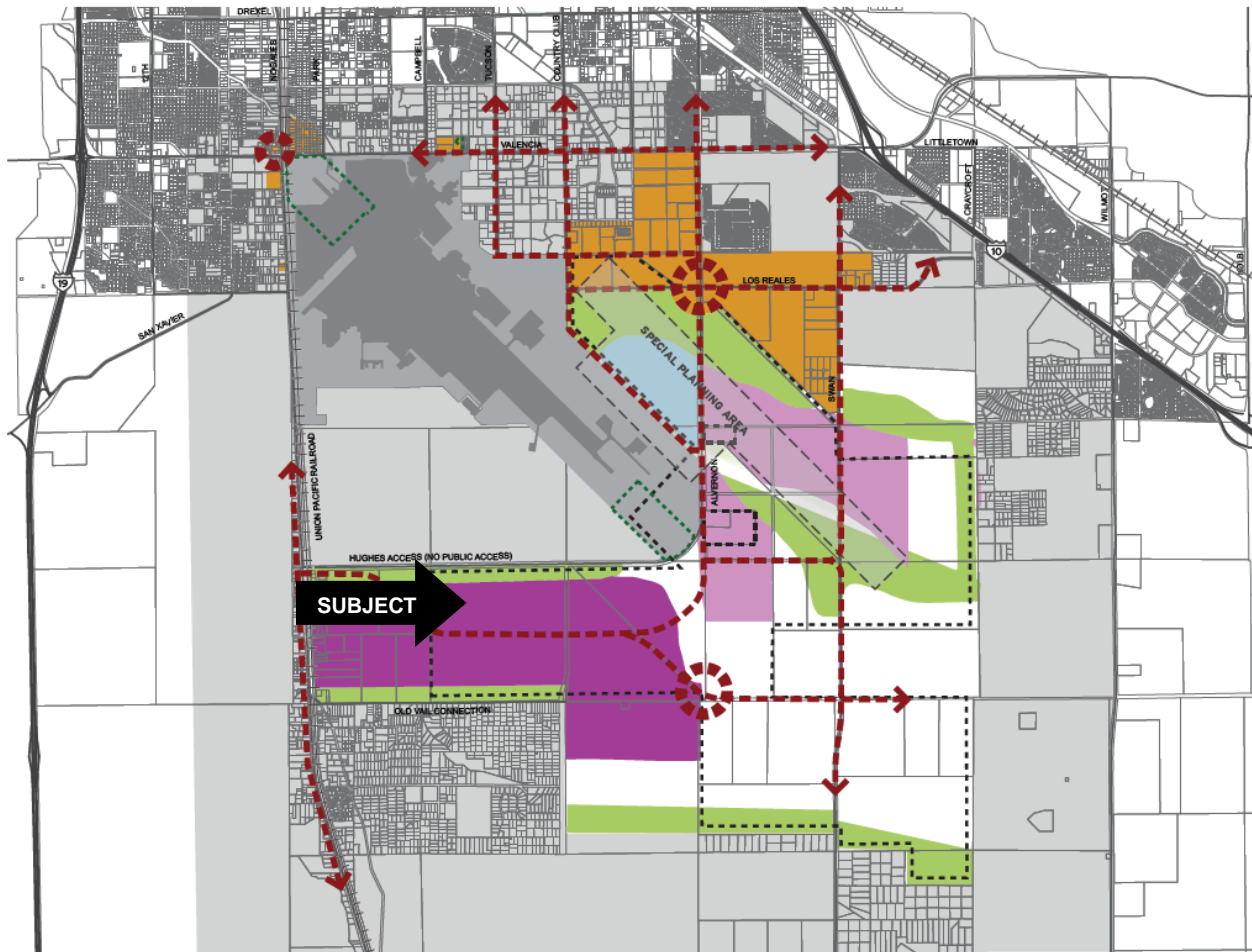 DREXEL
12TH
NOGALES
PARK
CAMPBELL
TUCSON
COUNTRY CLUB
VALENCIA
LITTLETOWN
CRAYCROFT
WILMOT
10
19
SAN XAVIER
LOS REALES
SPECIAL PLANNING AREA
SWAN
UNION PACIFIC RAILROAD
ALVERNON
HUGHES ACCESS (NO PUBLIC ACCESS)
SUBJECT
OLD VAIL CONNECTION